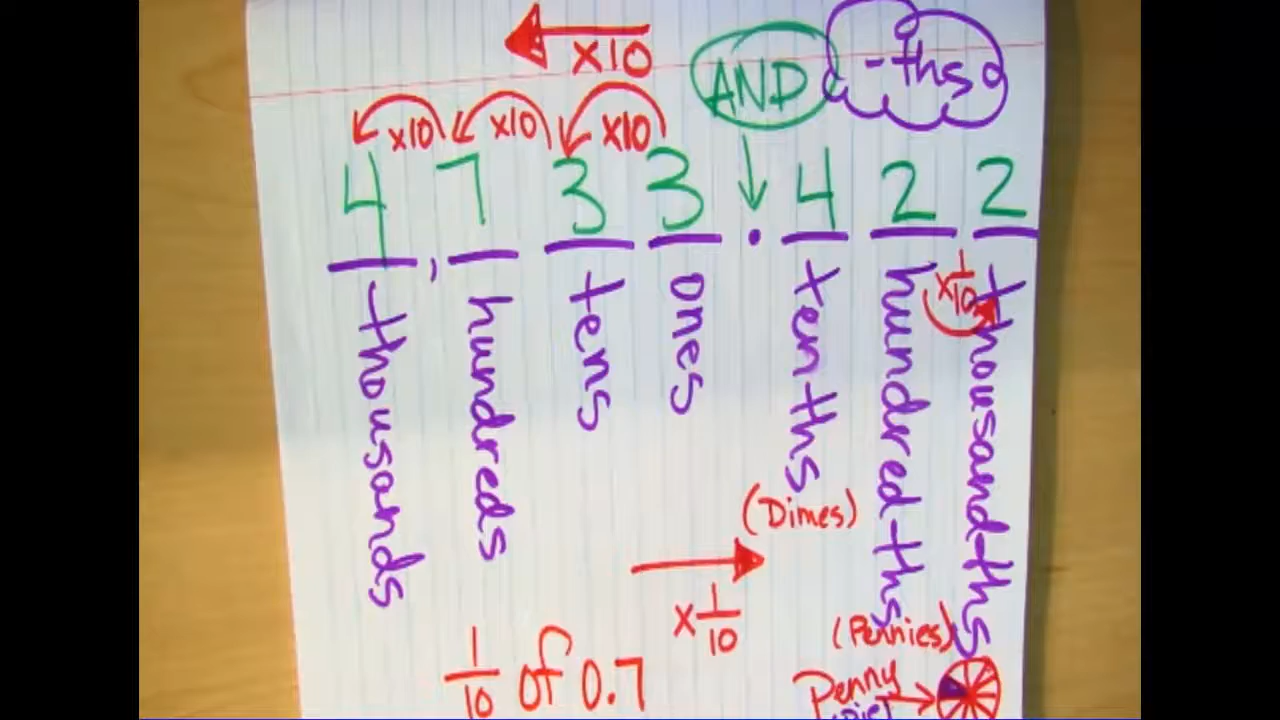 x10
AND -ths
x10 x10 x10
4,733.422
thousands hundreds tens ones tenths hundredths thousandths
x 1/10
(Dimes)
x 1/10
(Pennies)
1/10 of 0.7
Penny